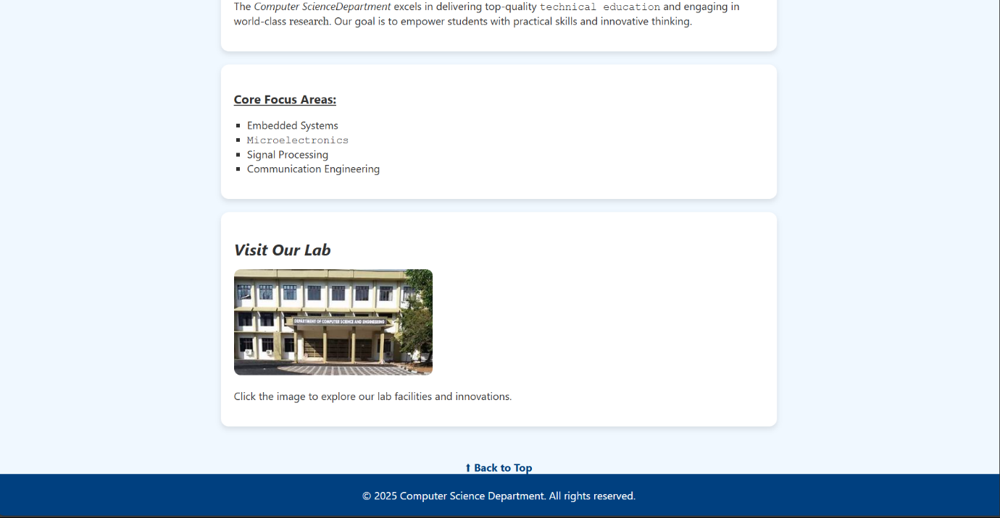 The Computer ScienceDepartment excels in delivering top-quality technical education and engaging in
world-class research. Our goal is to empower students with practical skills and innovative thinking.
Core Focus Areas:
Embedded Systems
Microelectronics
Signal Processing
Communication Engineering
Visit Our Lab
DEPARTMENT OF COMPUTER SCIENCE AND ENGINEERING
Click the image to explore our lab facilities and innovations.
⬆ Back to Top
© 2025 Computer Science Department. All rights reserved.